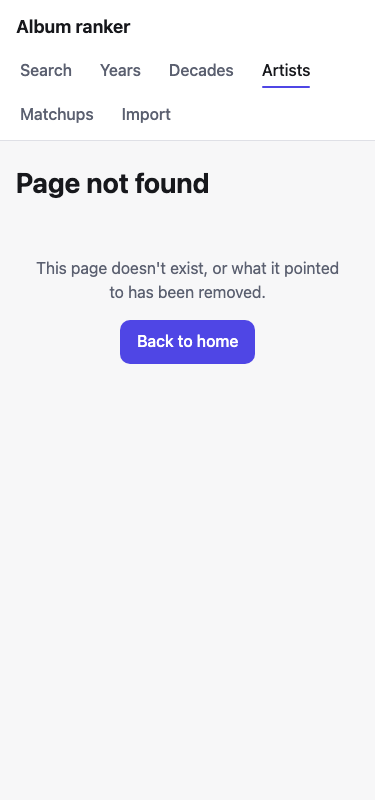 Album ranker
Search Years Decades Artists
Matchups Import
Page not found
This page doesn't exist, or what it pointed
to has been removed.
Back to home